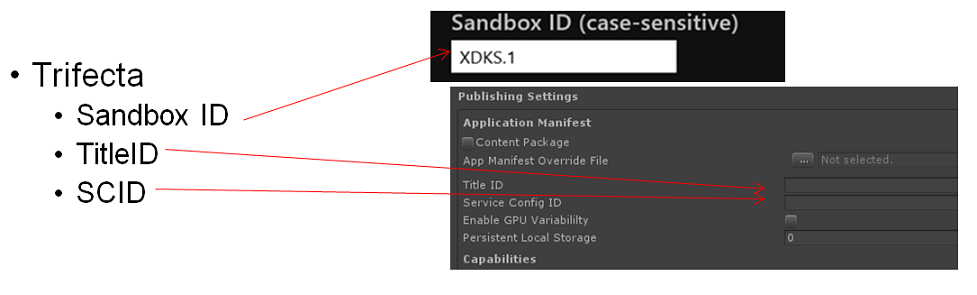 Sandbox ID (case-sensitive)
XDKS.1
• Trifecta
• Sandbox ID
• TitleID
• SCID
Publishing Settings
Application Manifest
Content Package
App Manifest Override File
... Not selected.
Title ID
Service Config ID
Enable GPU Variabililty
Persistent Local Storage
0
Capabilities